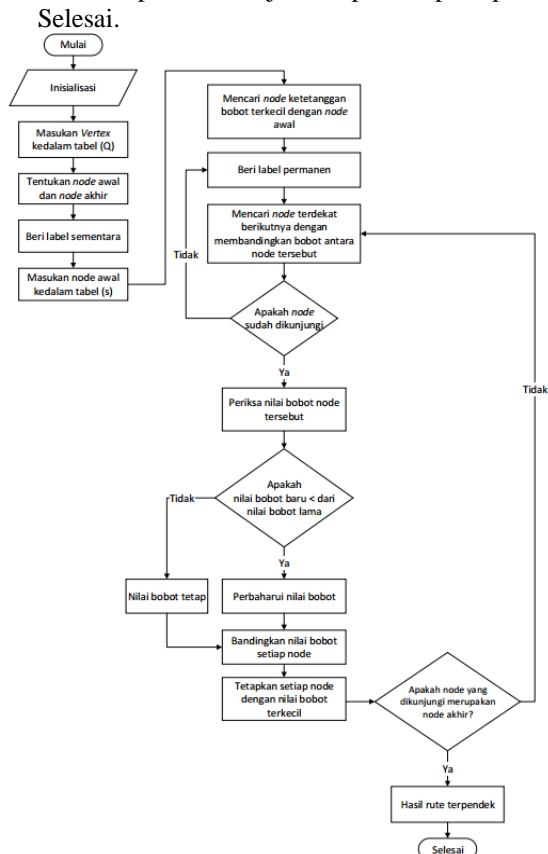 Selesai.
Mulai
Inisialisasi
Masukan Vertex
kedalam tabel (Q)
Tentukan node awal
dan node akhir
Beri label sementara
Masukan node awal
kedalam tabel (s)
Mencari node ketetanggan
bobot terkecil dengan node
awal
Beri label permanen
Mencari node terdekat
berikutnya dengan
membandingkan bobot antara
node tersebut
Tidak
Apakah node
sudah dikunjungi
Ya
Periksa nilai bobot node
tersebut
Tidak
Apakah
nilai bobot baru < dari
nilai bobot lama
Tidak
Ya
Nilai bobot tetap
Perbaharui nilai bobot
Bandingkan nilai bobot
setiap node
Tetapkan setiap node
dengan nilai bobot
terkecil
Apakah node yang
dikunjungi merupakan
node akhir?
Ya
Hasil rute terpendek
Selesai